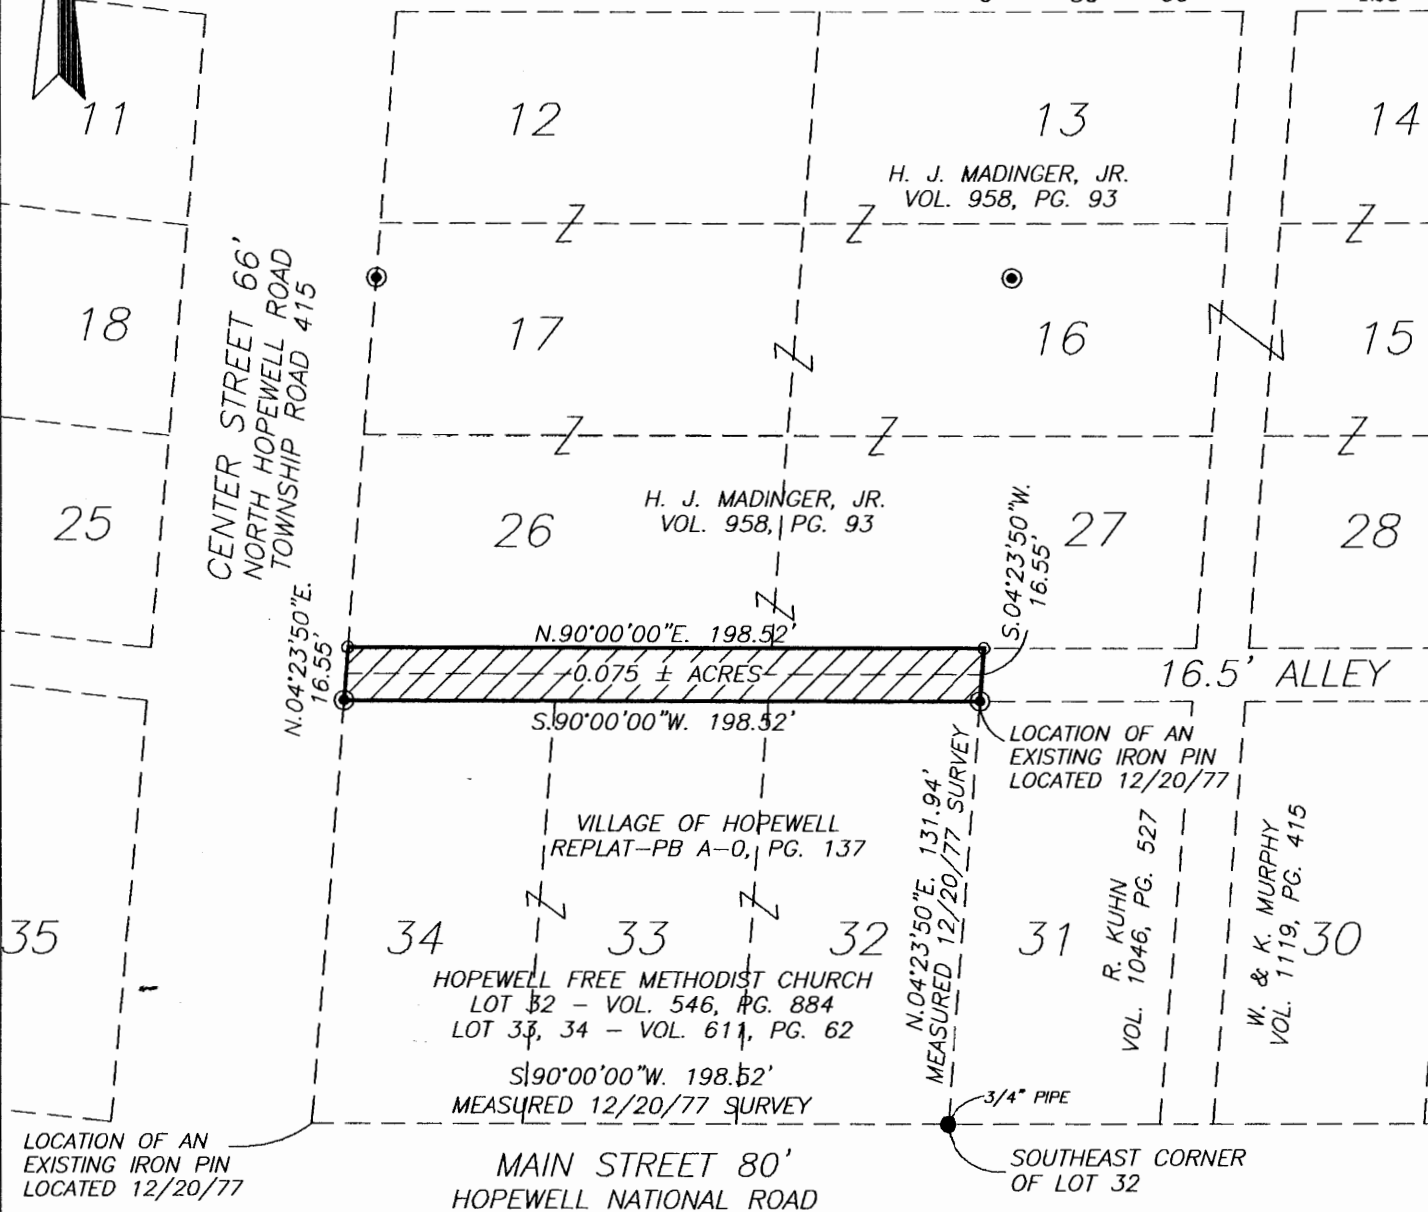 11
12
13
14
H. J. MADINGER, JR.
VOL. 958, PG. 93
CENTER STREET 66'
NORTH HOPEWELL ROAD
TOWNSHIP ROAD 415
18
17
16
15
25
26
H. J. MADINGER, JR.
VOL. 958, PG. 93
27
28
S.04°23'50"W.
16.55'
N.04°23'50"E.
16.55'
N.90°00'00"E. 198.52'
0.075 ± ACRES
S.90°00'00"W. 198.52'
16.5' ALLEY
LOCATION OF AN
EXISTING IRON PIN
LOCATED 12/20/77
VILLAGE OF HOPEWELL
REPLAT-PB A-0, PG. 137
N.04°23'50"E. 131.94'
MEASURED 12/20/77 SURVEY
R. KUHN
VOL. 1046, PG. 527
W. & K. MURPHY
VOL. 1119, PG. 415
35
34
33
32
31
30
HOPEWELL FREE METHODIST CHURCH
LOT 32 - VOL. 546, PG. 884
LOT 33, 34 - VOL. 611, PG. 62
S.90°00'00"W. 198.52'
MEASURED 12/20/77 SURVEY
3/4" PIPE
LOCATION OF AN
EXISTING IRON PIN
LOCATED 12/20/77
MAIN STREET 80'
HOPEWELL NATIONAL ROAD
SOUTHEAST CORNER
OF LOT 32